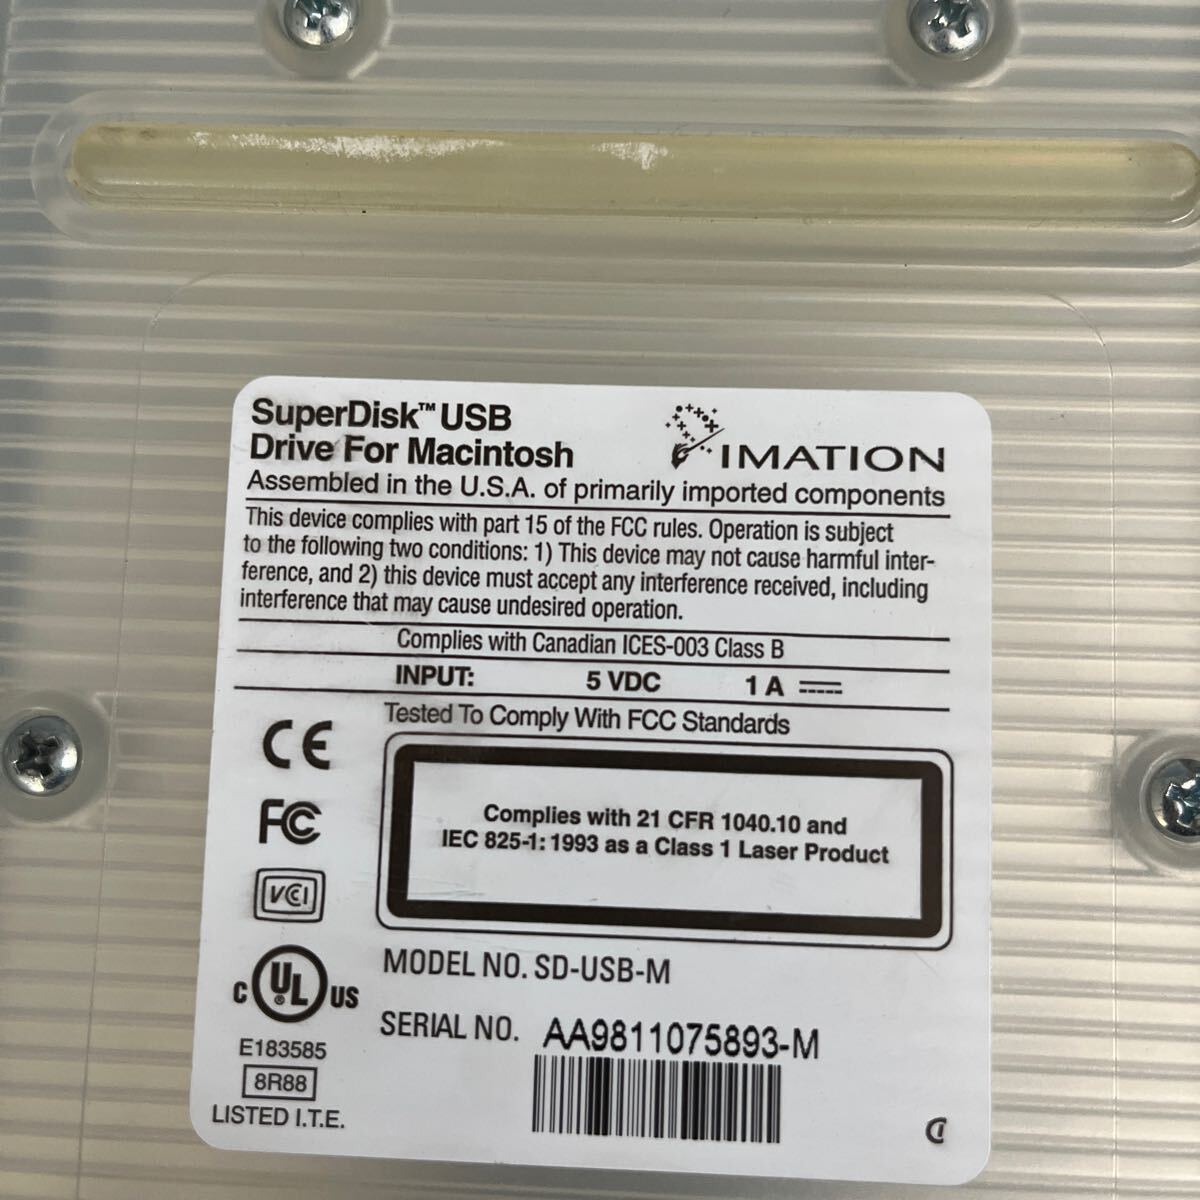 SuperDisk™ USB
Drive For Macintosh
IMATION
Assembled in the U.S.A. of primarily imported components
This device complies with part 15 of the FCC rules. Operation is subject
to the following two conditions: 1) This device may not cause harmful inter-
ference, and 2) this device must accept any interference received, including
interference that may cause undesired operation.
Complies with Canadian ICES-003 Class B
INPUT: 5 VDC 1 A
Tested To Comply With FCC Standards
CE
FC
VCI
Complies with 21 CFR 1040.10 and
IEC 825-1: 1993 as a Class 1 Laser Product
C UL US
E183585
8R88
LISTED I.T.E.
MODEL NO. SD-USB-M
SERIAL NO. AA9811075893-M